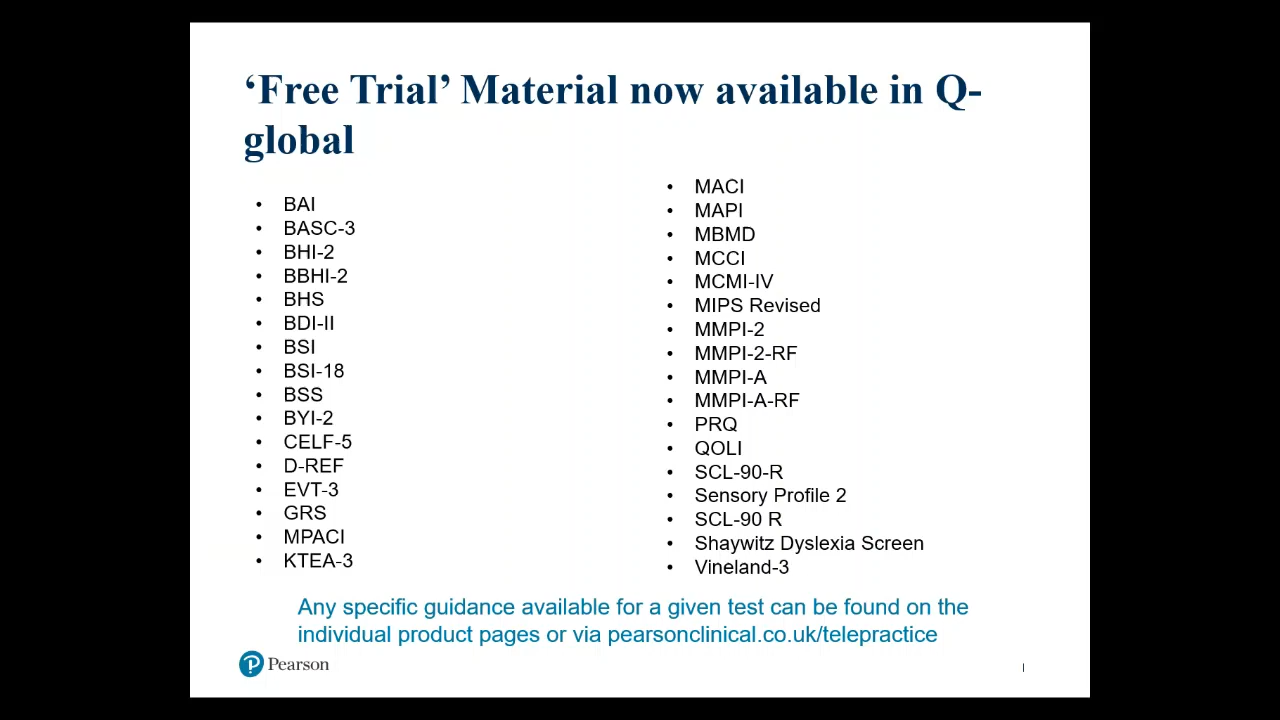 ‘Free Trial’ Material now available in Q-
global
• BAI
• BASC-3
• BHI-2
• BBHI-2
• BHS
• BDI-II
• BSI
• BSI-18
• BSS
• BYI-2
• CELF-5
• D-REF
• EVT-3
• GRS
• MPACI
• KTEA-3
• MACI
• MAPI
• MBMD
• MCCI
• MCMI-IV
• MIPS Revised
• MMPI-2
• MMPI-2-RF
• MMPI-A
• MMPI-A-RF
• PRQ
• QOLI
• SCL-90-R
• Sensory Profile 2
• SCL-90 R
• Shaywitz Dyslexia Screen
• Vineland-3
Any specific guidance available for a given test can be found on the
individual product pages or via pearsonclinical.co.uk/telepractice
Pearson